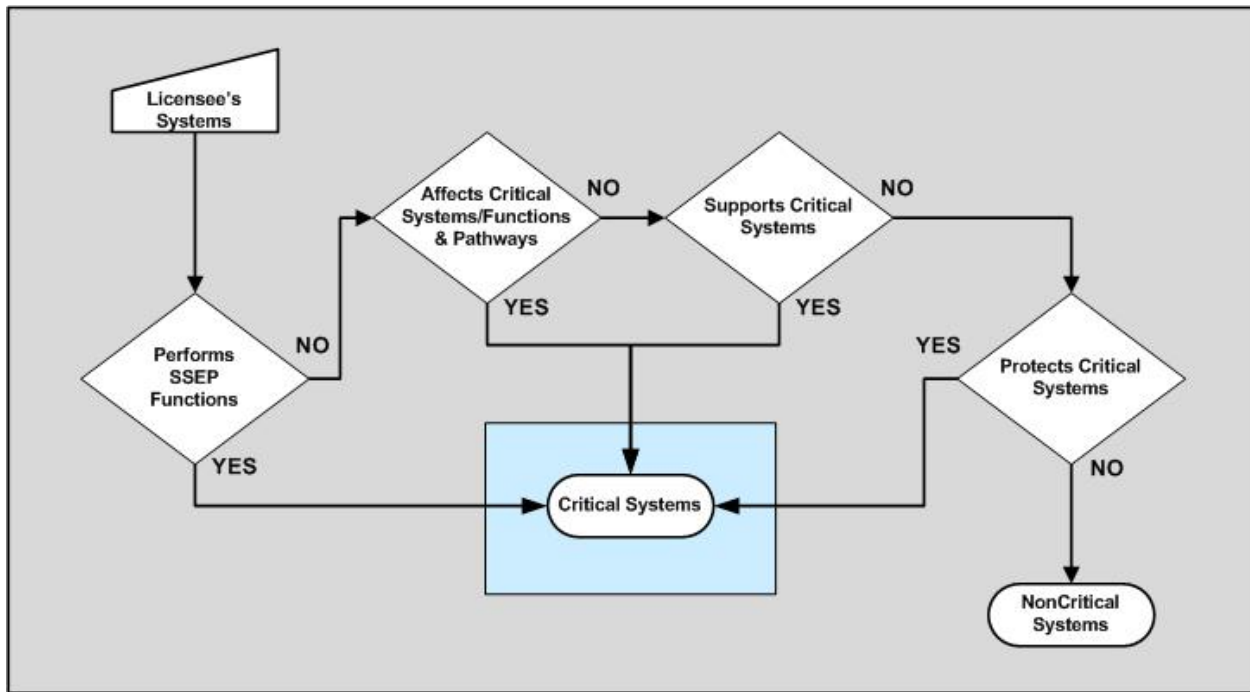 Licensee's
Systems
Affects Critical
Systems/Functions
& Pathways
NO
Supports Critical
Systems
NO
YES
YES
Performs
SSEP
Functions
NO
YES
YES
Protects Critical
Systems
NO
Critical Systems
NonCritical
Systems